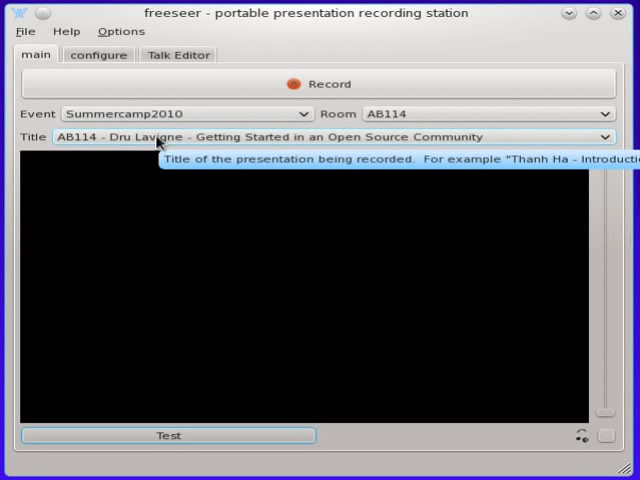 freeseer - portable presentation recording station
File Help Options
main configure Talk Editor
Record
Event Summercamp2010 Room AB114
Title AB114 - Dru Lavigne - Getting Started in an Open Source Community
Title of the presentation being recorded. For example "Thanh Ha - Introducti
Test